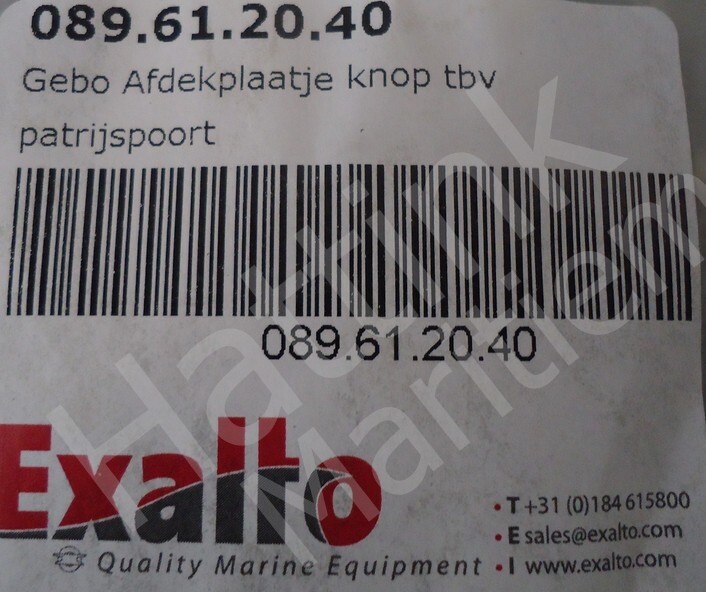 089.61.20.40
Gebo Afdekplaatje knop tbv
patrijspoort
089.61.20.40
Exalto
Quality Marine Equipment
• T +31 (0)184 615800
• E sales@exalto.com
• I www.exalto.com
Hattink
Maritiem